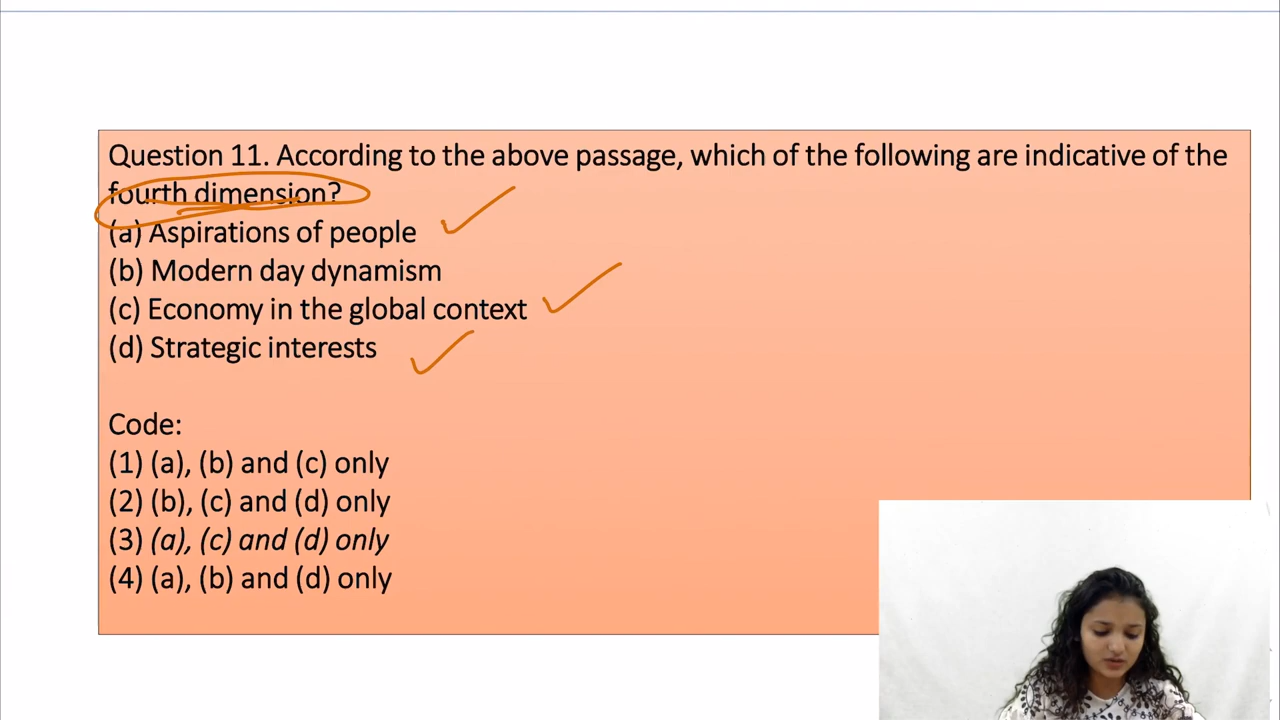 Question 11. According to the above passage, which of the following are indicative of the
fourth dimension?
(a) Aspirations of people
(b) Modern day dynamism
(c) Economy in the global context
(d) Strategic interests
Code:
(1) (a), (b) and (c) only
(2) (b), (c) and (d) only
(3) (a), (c) and (d) only
(4) (a), (b) and (d) only